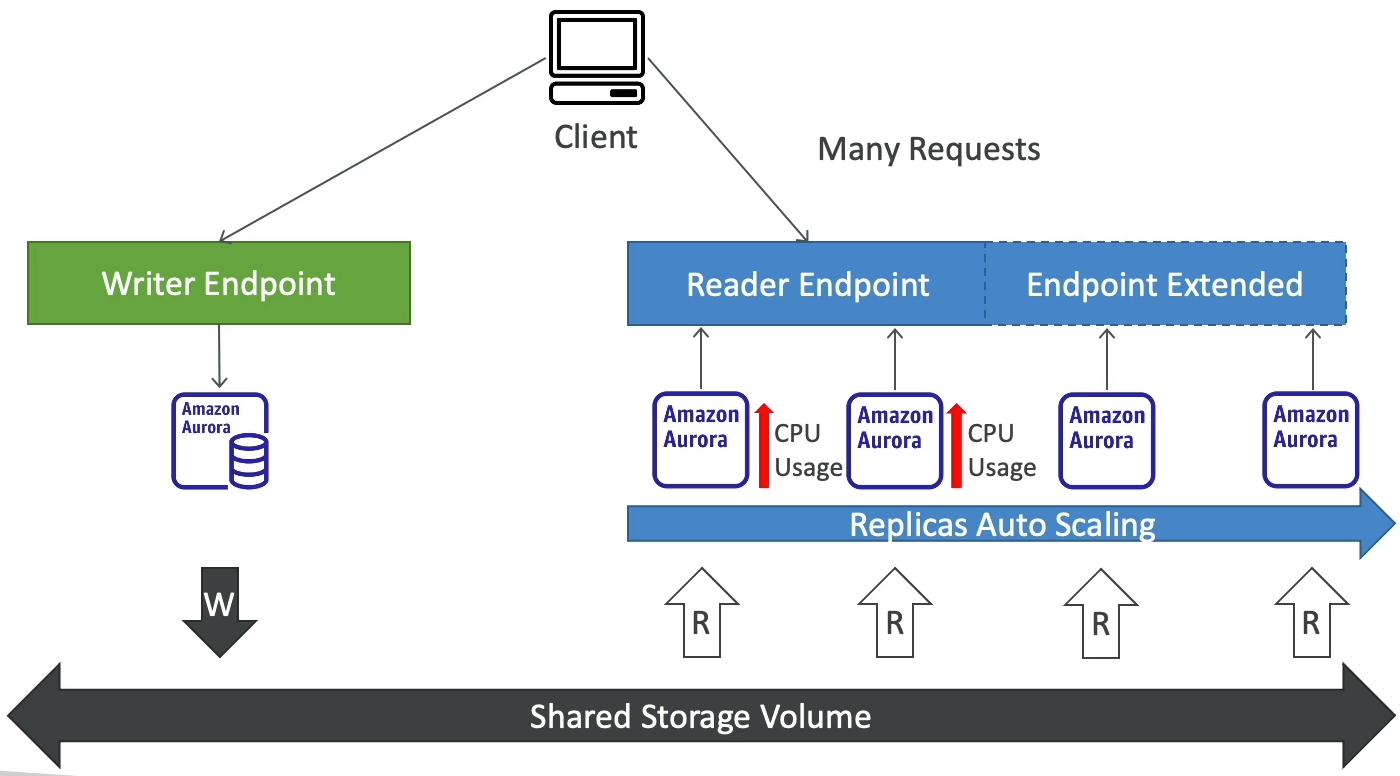 Client
Many Requests
Writer Endpoint
Reader Endpoint
Endpoint Extended
Amazon
Aurora
Amazon
Aurora
CPU
Usage
Amazon
Aurora
CPU
Usage
Amazon
Aurora
Amazon
Aurora
Replicas Auto Scaling
W
R
R
R
R
Shared Storage Volume